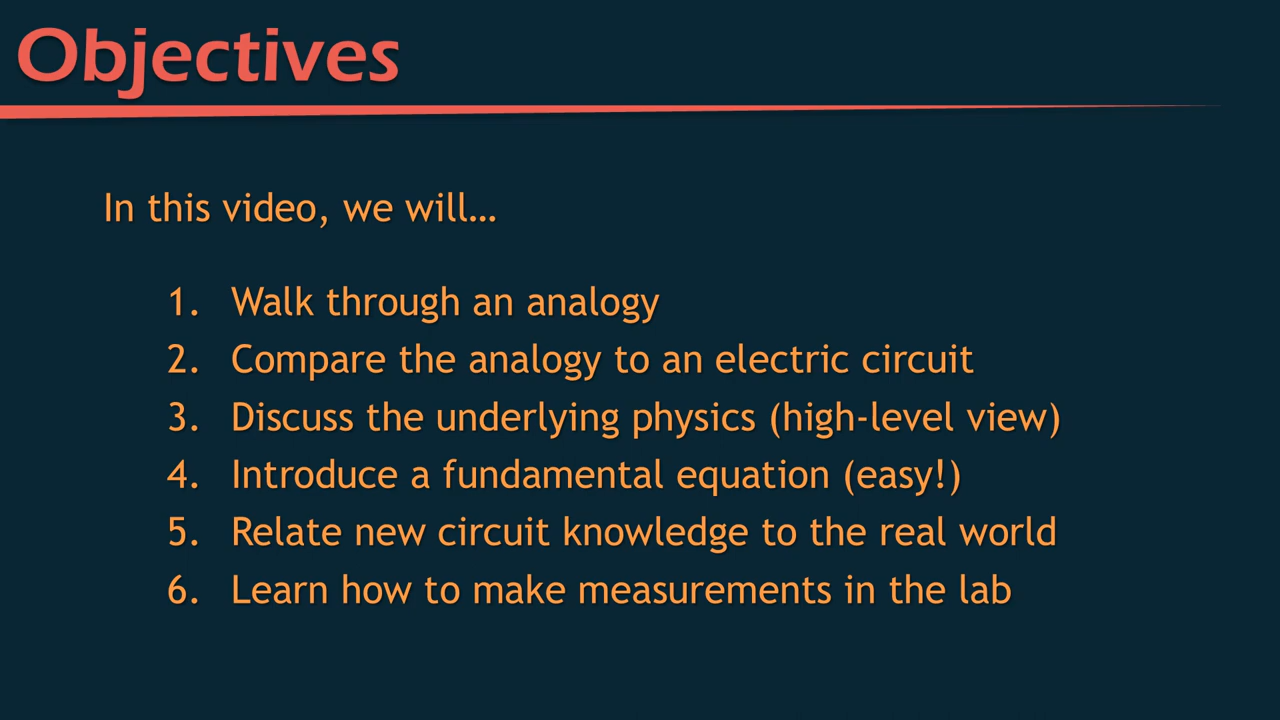 Objectives
In this video, we will…
1. Walk through an analogy
2. Compare the analogy to an electric circuit
3. Discuss the underlying physics (high-level view)
4. Introduce a fundamental equation (easy!)
5. Relate new circuit knowledge to the real world
6. Learn how to make measurements in the lab